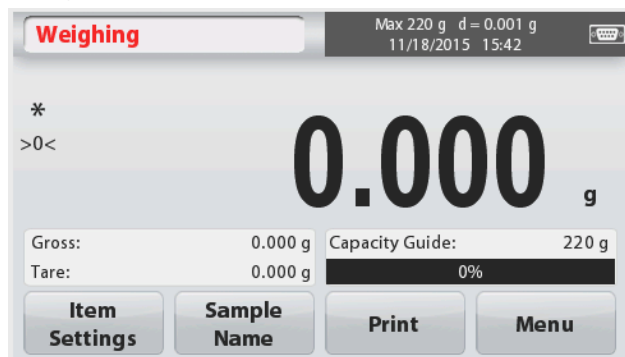 Weighing
Max 220 g d = 0.001 g
11/18/2015 15:42
*
>0<
0.000 g
Gross: 0.000 g
Tare: 0.000 g
Capacity Guide: 220 g
0%
Item
Settings
Sample
Name
Print
Menu